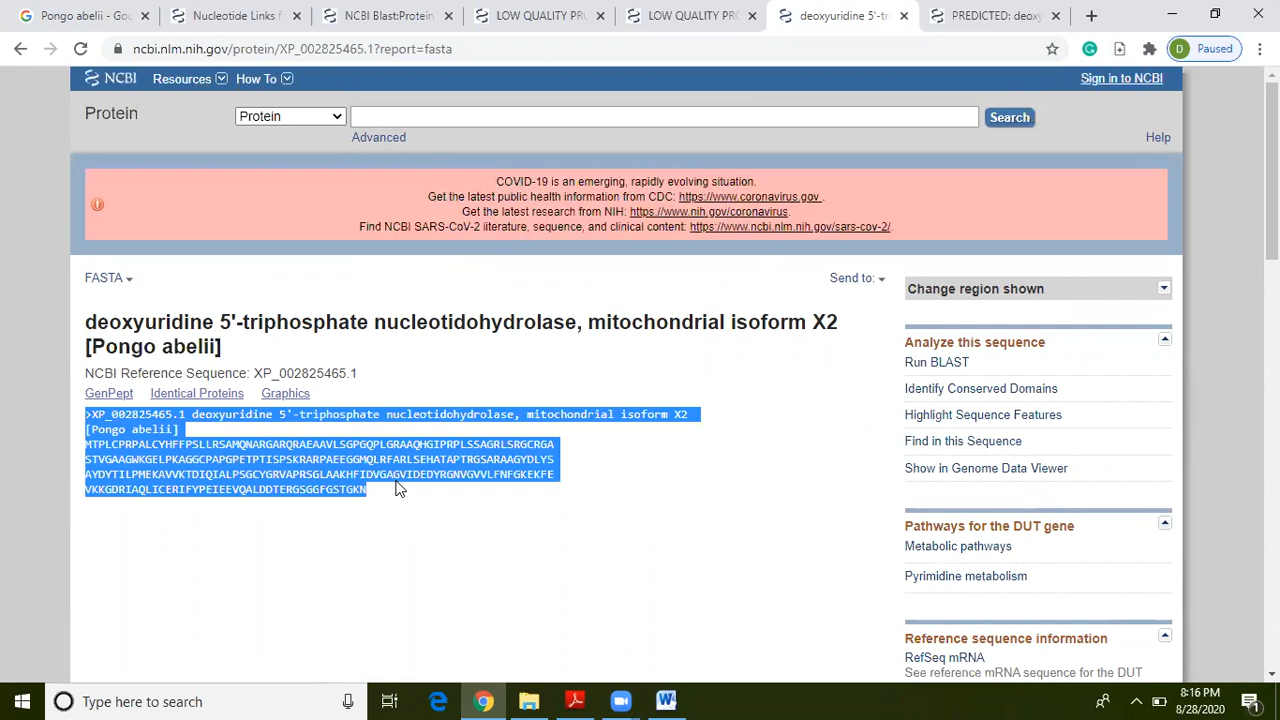 Pongo abelii - Goo
Nucleotide Links f
NCBI Blast:Protein
LOW QUALITY PR
LOW QUALITY PRO
deoxyuridine 5'-tri
PREDICTED: deoxy
ncbi.nlm.nih.gov/protein/XP_002825465.1?report=fasta
D Paused
NCBI Resources How To Sign in to NCBI
Protein Protein Search
Advanced Help
COVID-19 is an emerging, rapidly evolving situation.
Get the latest public health information from CDC: https://www.coronavirus.gov .
Get the latest research from NIH: https://www.nih.gov/coronavirus.
Find NCBI SARS-CoV-2 literature, sequence, and clinical content: https://www.ncbi.nlm.nih.gov/sars-cov-2/.
FASTA Send to:
deoxyuridine 5'-triphosphate nucleotidohydrolase, mitochondrial isoform X2
[Pongo abelii]
NCBI Reference Sequence: XP_002825465.1
GenPept Identical Proteins Graphics
>XP_002825465.1 deoxyuridine 5'-triphosphate nucleotidohydrolase, mitochondrial isoform X2
[Pongo abelii]
MTPLCPRPALCYHFFPSLLRSAMQNARGARQRAEAAVLSGPGQPLGRAAQHGIPRPLSSAGRLSRGCRGA
STVGAAGWKGELPKAGGCPAPGPETPTISPSKRARPAEEGGMQLRFARLSEHATAPTRGSARAAGYDLYS
AYDYTILPMEKAVVKTDIQIALPSGCYGRVAPRSGLAAKHFIDVGAGVIDEDYRGNVGVVLFNFGKEKFE
VKKGDRIAQLICERIFYPEIEEVQALDDTERGSGGFGSTGKN
Change region shown
Analyze this sequence
Run BLAST
Identify Conserved Domains
Highlight Sequence Features
Find in this Sequence
Show in Genome Data Viewer
Pathways for the DUT gene
Metabolic pathways
Pyrimidine metabolism
Reference sequence information
RefSeq mRNA
See reference mRNA sequence for the DUT
Type here to search
8:16 PM
8/28/2020